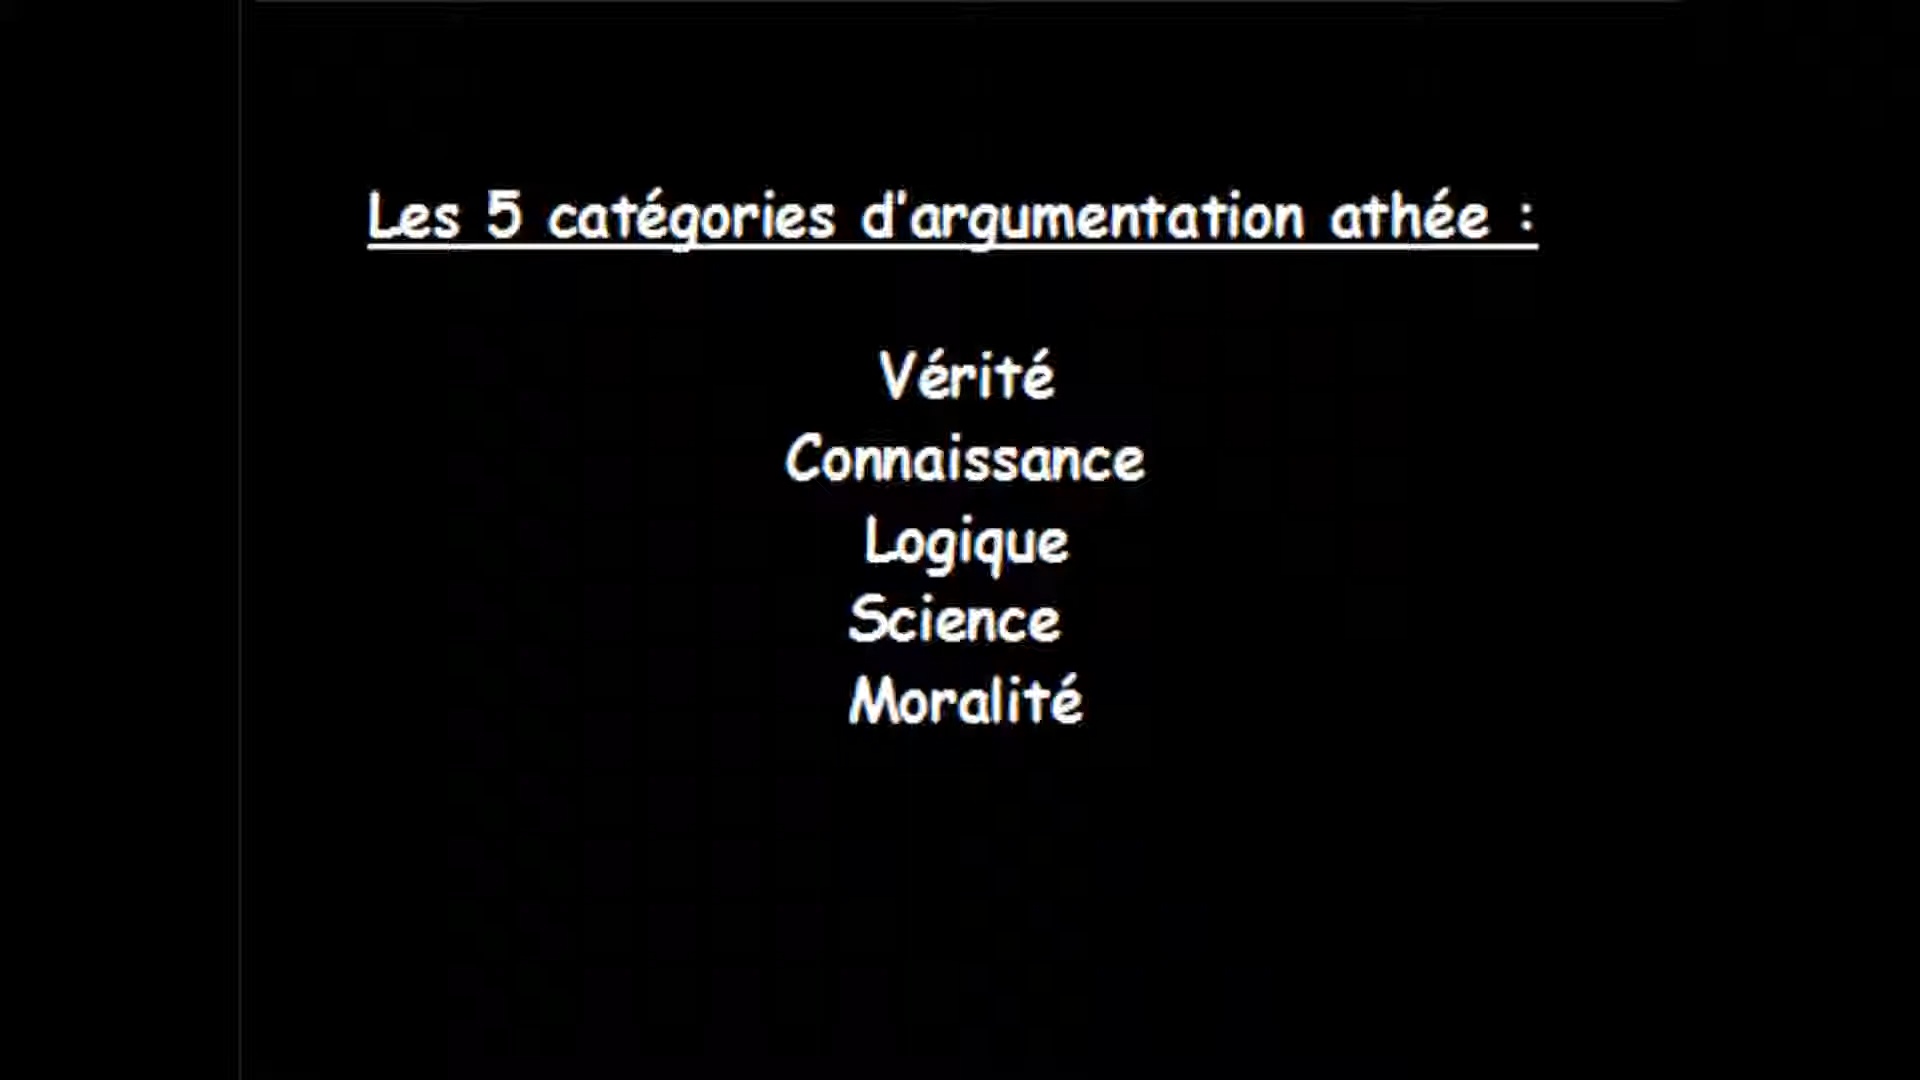 Les 5 catégories d'argumentation athée :
Vérité
Connaissance
Logique
Science
Moralité